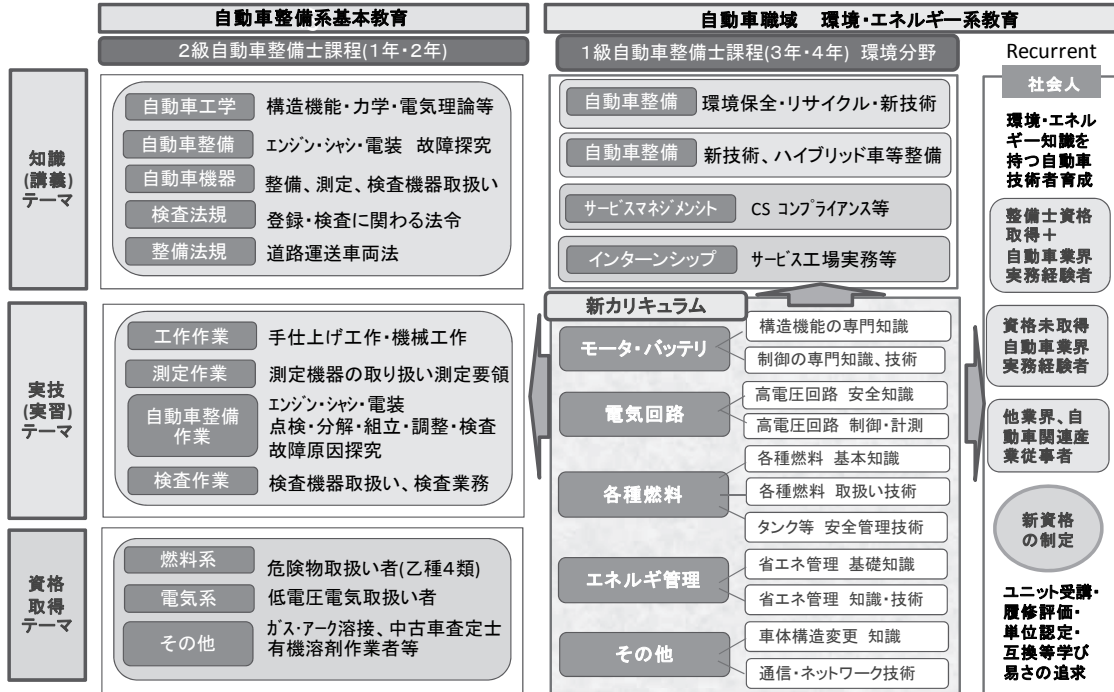 自動車整備系基本教育
2級自動車整備士課程(1年・2年)
自動車職域　環境・エネルギー系教育
1級自動車整備士課程(3年・4年) 環境分野
Recurrent
社会人
環境・エネル
ギー知識を
持つ自動車
技術者育成
整備士資格
取得＋
自動車業界
実務経験者
資格未取得
自動車業界
実務経験者
他業界、自
動車関連産
業従事者
新資格
の制定
ユニット受講・
履修評価・
単位認定・
互換等学び
易さの追求
知識
(講義)
テーマ
自動車工学　構造機能・力学・電気理論等
自動車整備　ｴﾝｼﾞﾝ・ｼｬｼ・電装　故障探究
自動車機器　整備、測定、検査機器取扱い
検査法規　登録・検査に関わる法令
整備法規　道路運送車両法
自動車整備　環境保全・リサイクル・新技術
自動車整備　新技術、ハイブリッド車等整備
ｻｰﾋﾞｽﾏﾈｼﾞﾒﾝｼﾄ　CS ｺﾝﾌﾟﾗｲｱﾝｽ等
インターンシップ　ｻｰﾋﾞｽ工場実務等
実技
(実習)
テーマ
工作作業　手仕上げ工作・機械工作
測定作業　測定機器の取り扱い測定要領
自動車整備
作業
ｴﾝｼﾞﾝ・ｼｬｼ・電装
点検・分解・組立・調整・検査
故障原因探究
検査作業　検査機器取扱い、検査業務
資格
取得
テーマ
燃料系　危険物取扱い者(乙種4類)
電気系　低電圧電気取扱い者
その他
ｶﾞｽ・ｱｰｸ溶接、中古車査定士
有機溶剤作業者等
新カリキュラム
モータ・バッテリ
構造機能の専門知識
制御の専門知識、技術
電気回路
高電圧回路 安全知識
高電圧回路 制御・計測
各種燃料
各種燃料 基本知識
各種燃料 取扱い技術
タンク等 安全管理技術
エネルギ管理
省エネ管理 基礎知識
省エネ管理 知識・技術
その他
車体構造変更 知識
通信・ネットワーク技術